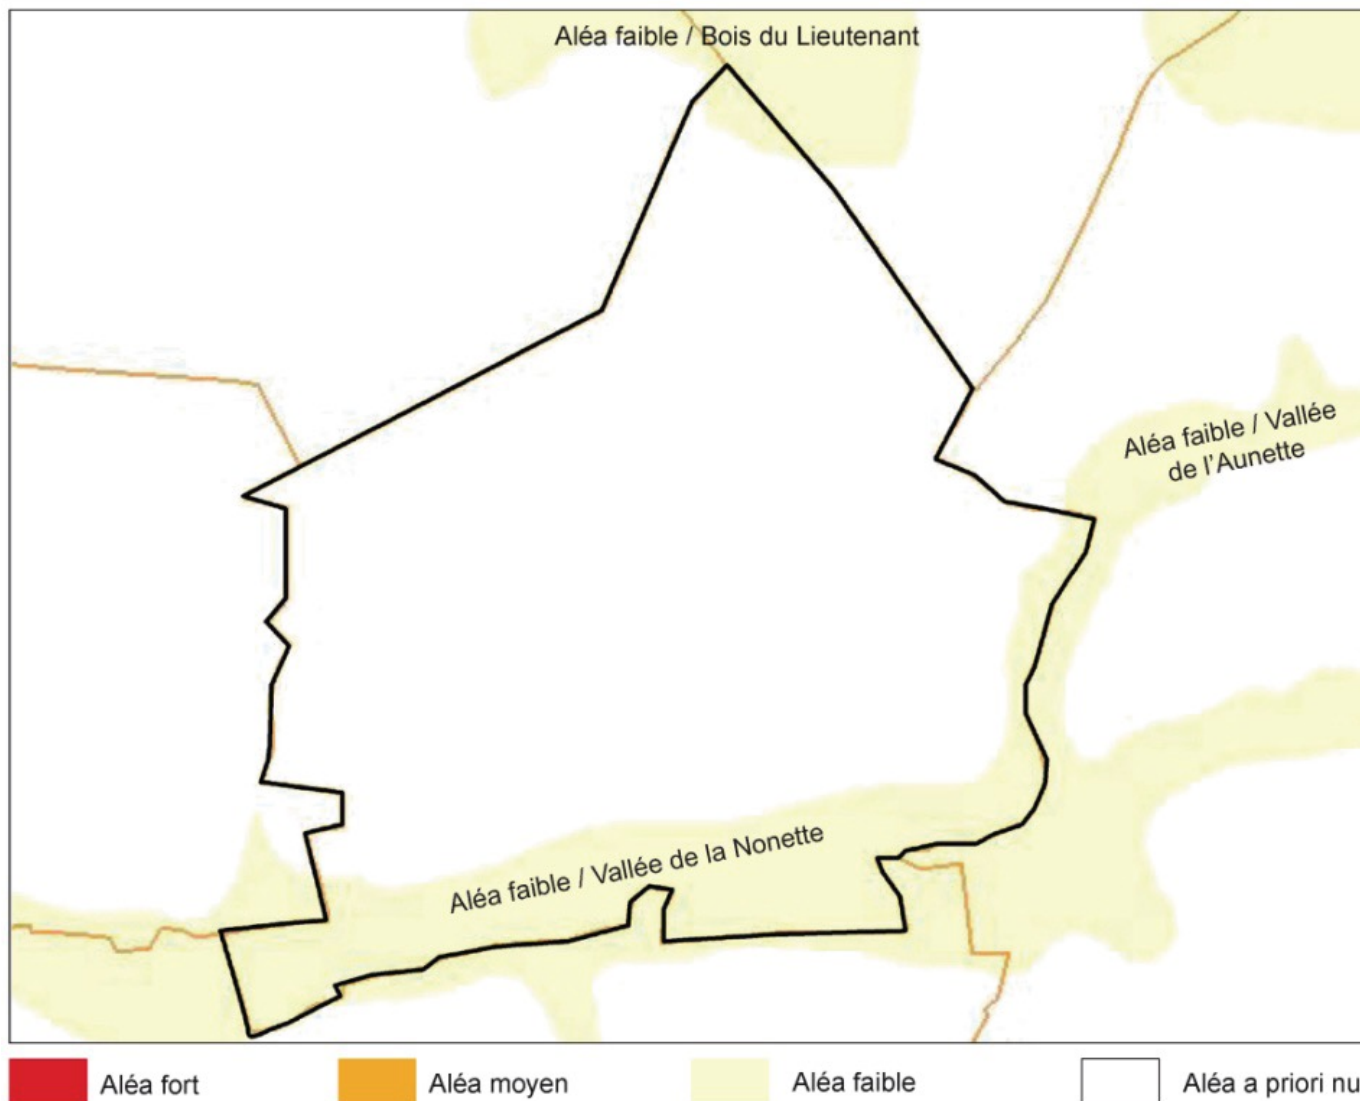 Aléa faible / Bois du Lieutenant
Aléa faible / Vallée
de l'Aunette
Aléa faible / Vallée de la Nonette
Aléa fort
Aléa moyen
Aléa faible
Aléa a priori nu